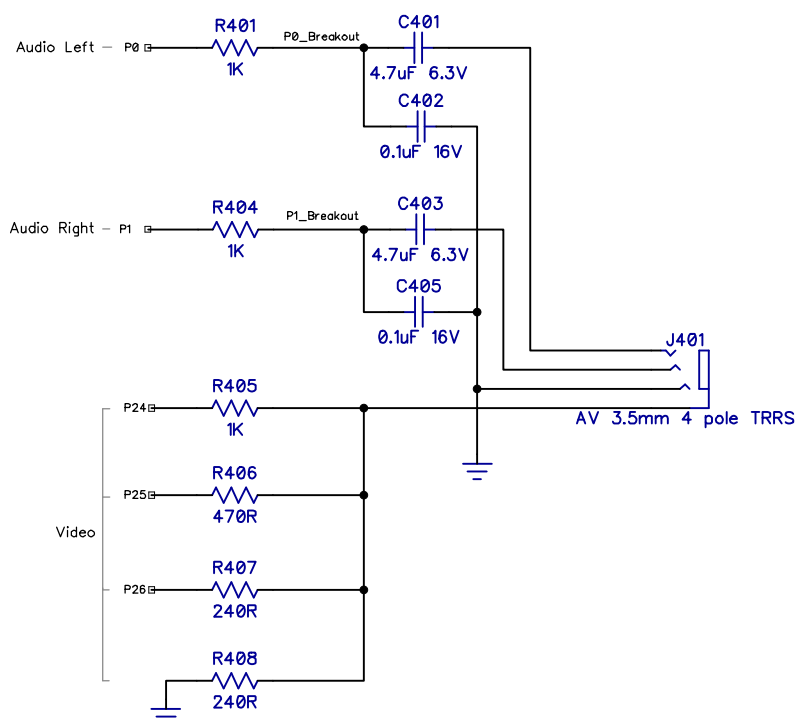 R401
C401
Audio Left – P0
P0_Breakout
1K
4.7uF 6.3V
C402
0.1uF 16V
R404
C403
P1_Breakout
Audio Right – P1
1K
4.7uF 6.3V
C405
0.1uF 16V
J401
R405
P24
1K
AV 3.5mm 4 pole TRRS
R406
P25
470R
Video
R407
P26
240R
R408
240R